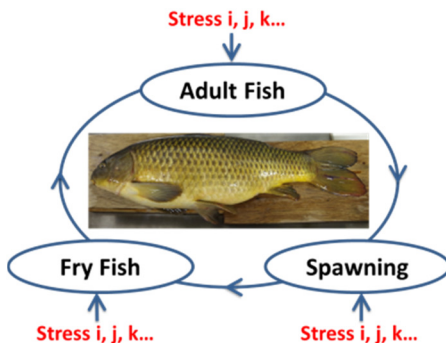 Stress i, j, k...
Adult Fish
Fry Fish
Spawning
Stress i, j, k...
Stress i, j, k...